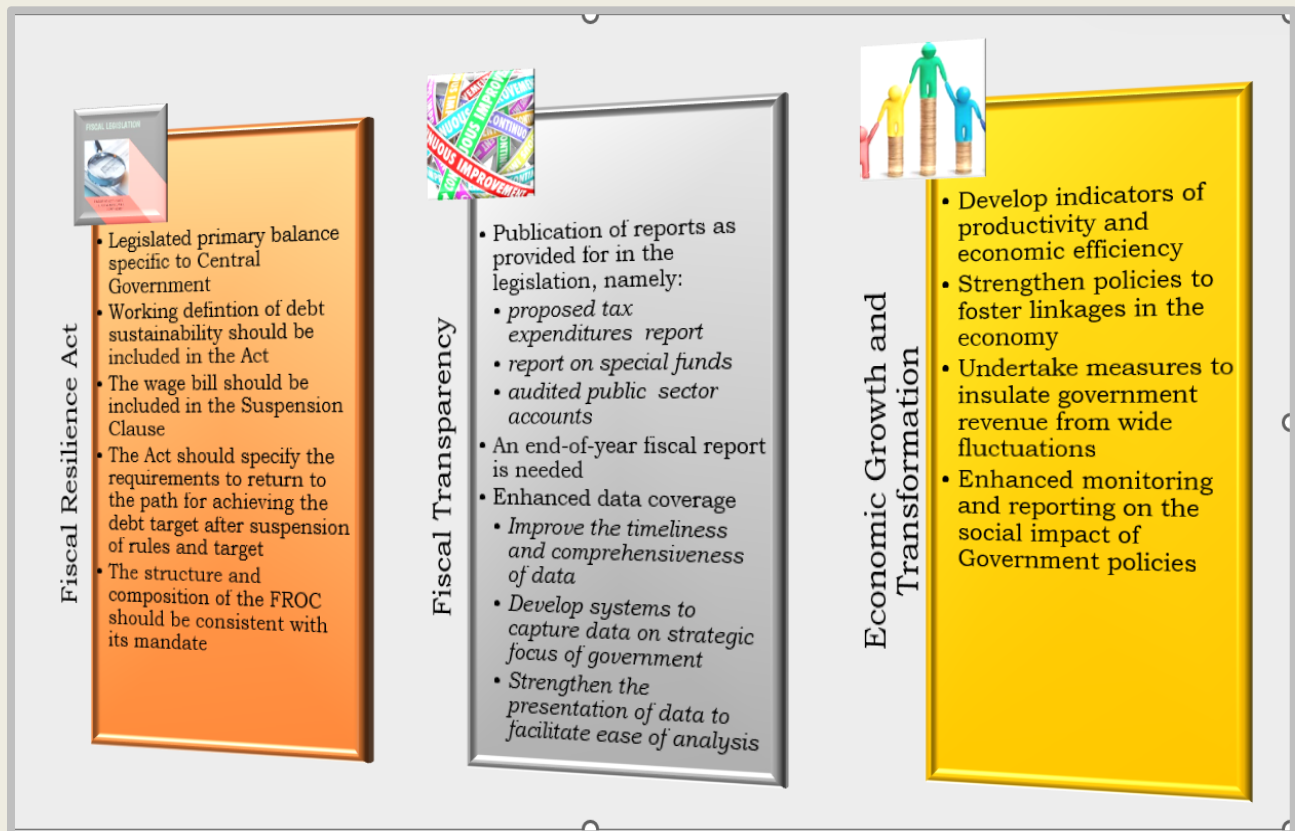 FISCAL LEGISLATION
Fiscal Resilience Act
• Legislated primary balance
specific to Central
Government
• Working defintion of debt
sustainability should be
included in the Act
• The wage bill should be
included in the Suspension
Clause
• The Act should specify the
requirements to return to
the path for achieving the
debt target after suspension
of rules and target
• The structure and
composition of the FROC
should be consistent with
its mandate
CONTINUO
NUOUS IMPROVEMENT
Fiscal Transparency
• Publication of reports as
provided for in the
legislation, namely:
• proposed tax
expenditures report
• report on special funds
• audited public sector
accounts
• An end-of-year fiscal report
is needed
• Enhanced data coverage
• Improve the timeliness
and comprehensiveness
of data
• Develop systems to
capture data on strategic
focus of government
• Strengthen the
presentation of data to
facilitate ease of analysis
Economic Growth and
Transformation
• Develop indicators of
productivity and
economic efficiency
• Strengthen policies to
foster linkages in the
economy
• Undertake measures to
insulate government
revenue from wide
fluctuations
• Enhanced monitoring
and reporting on the
social impact of
Government policies